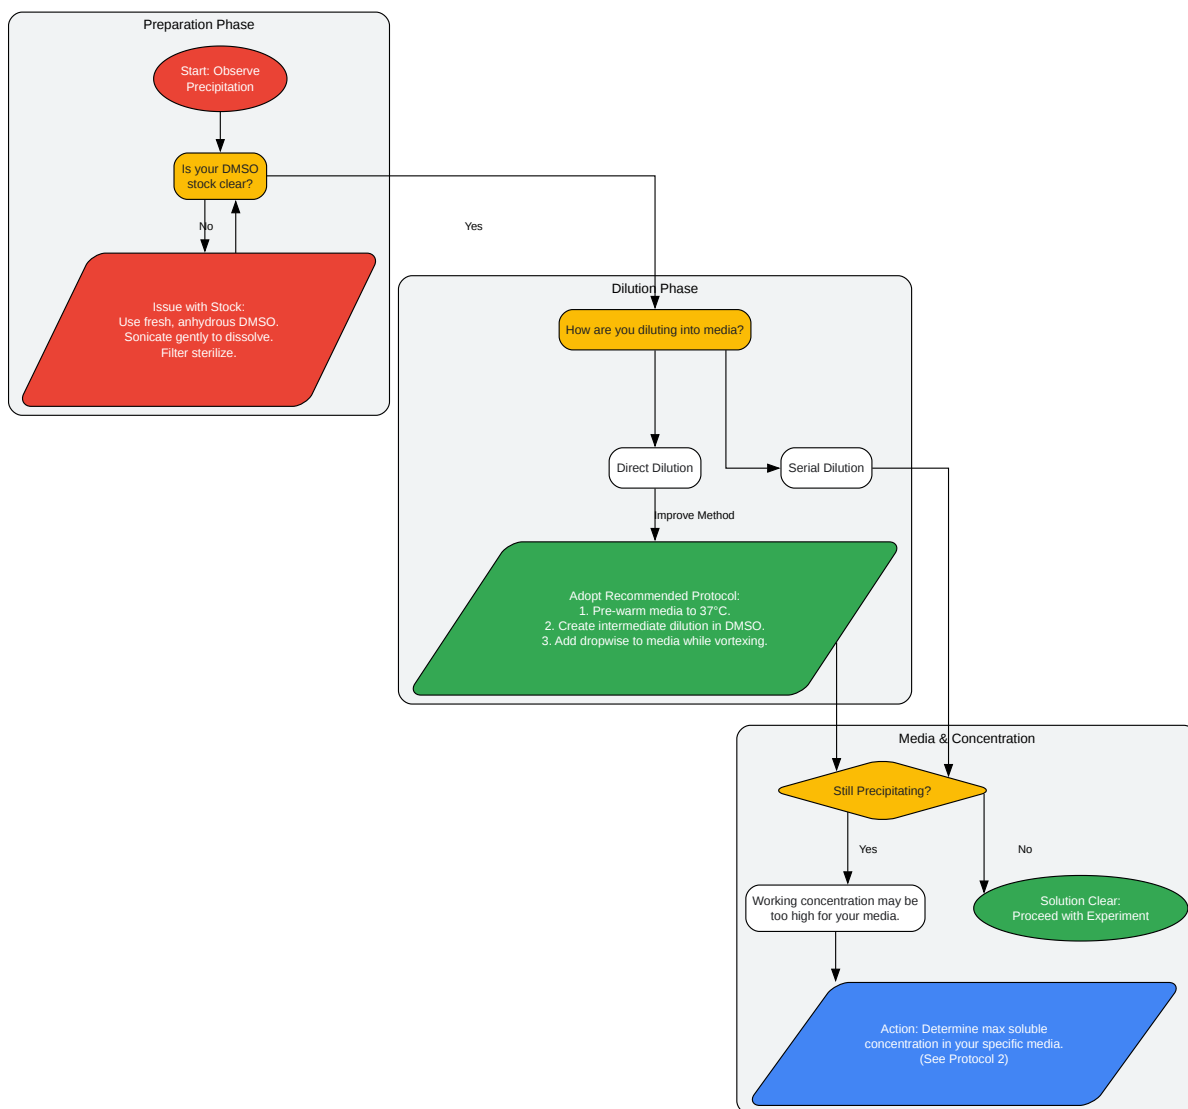 Preparation Phase
Start: Observe
Precipitation
Is your DMSO
stock clear?
No
Yes
Issue with Stock:
Use fresh, anhydrous DMSO.
Sonicate gently to dissolve.
Filter sterilize.
Dilution Phase
How are you diluting into media?
Direct Dilution
Serial Dilution
Improve Method
Adopt Recommended Protocol:
1. Pre-warm media to 37°C.
2. Create intermediate dilution in DMSO.
3. Add dropwise to media while vortexing.
Media & Concentration
Still Precipitating?
Yes
No
Working concentration may be
too high for your media.
Solution Clear:
Proceed with Experiment
Action: Determine max soluble
concentration in your specific media.
(See Protocol 2)